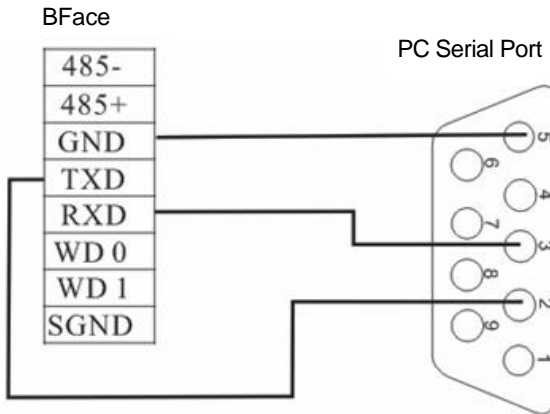 BFace
PC Serial Port
485-
485+
GND
TXD
RXD
WD 0
WD 1
SGND
5
4
3
2
1
6
7
8
9